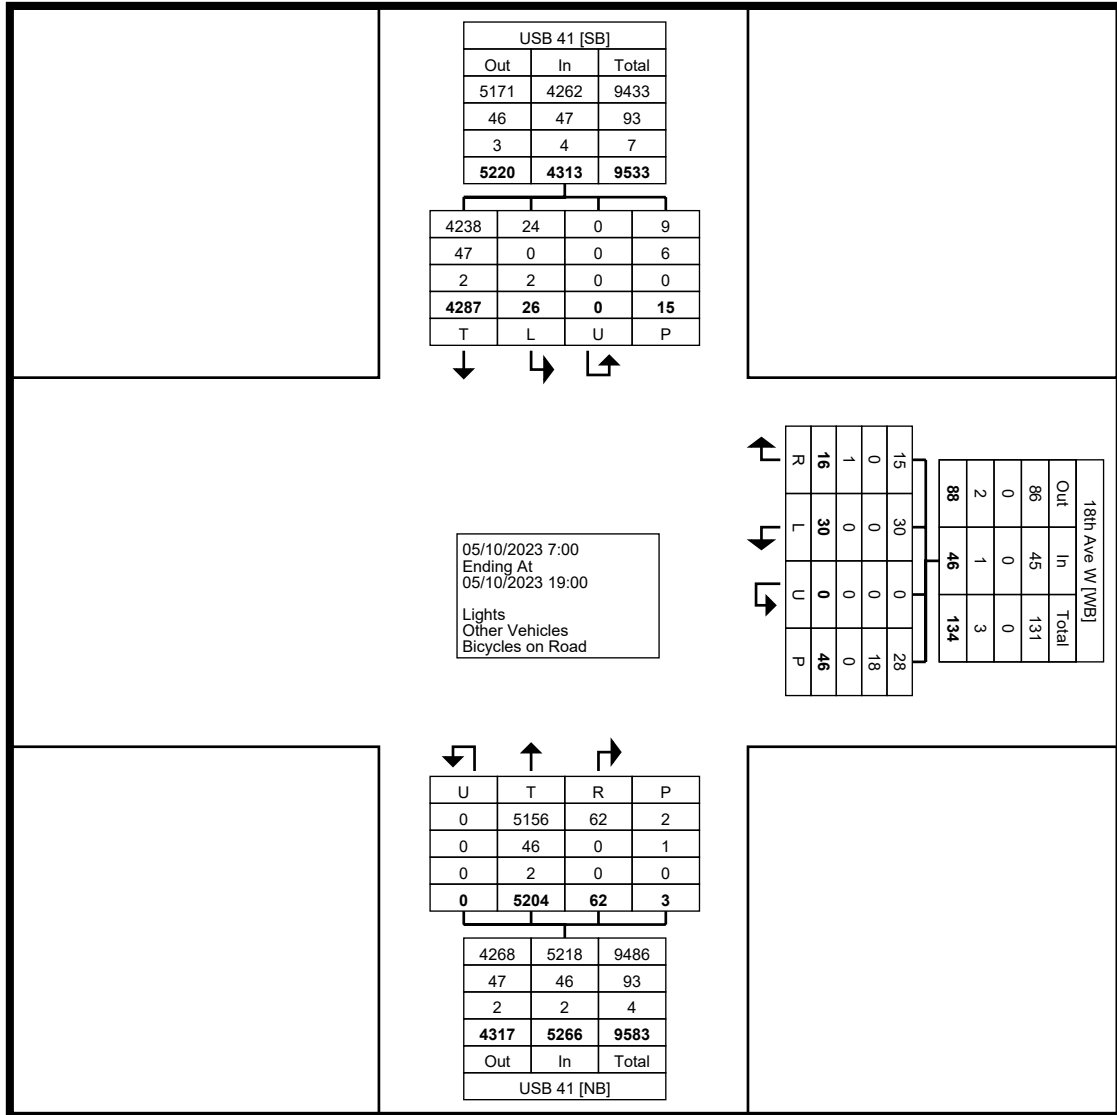 USB 41 [SB]
Out In Total
5171 4262 9433
46 47 93
3 4 7
5220 4313 9533
4238 24 0 9
47 0 0 6
2 2 0 0
4287 26 0 15
T L U P
18th Ave W [WB]
Out In Total
86 45 131
0 0 0
2 1 3
88 46 134
15 30 0 28
0 0 0 18
1 0 0 0
16 30 0 46
R L U P
05/10/2023 7:00
Ending At
05/10/2023 19:00
Lights
Other Vehicles
Bicycles on Road
U T R P
0 5156 62 2
0 46 0 1
0 2 0 0
0 5204 62 3
4268 5218 9486
47 46 93
2 2 4
4317 5266 9583
Out In Total
USB 41 [NB]